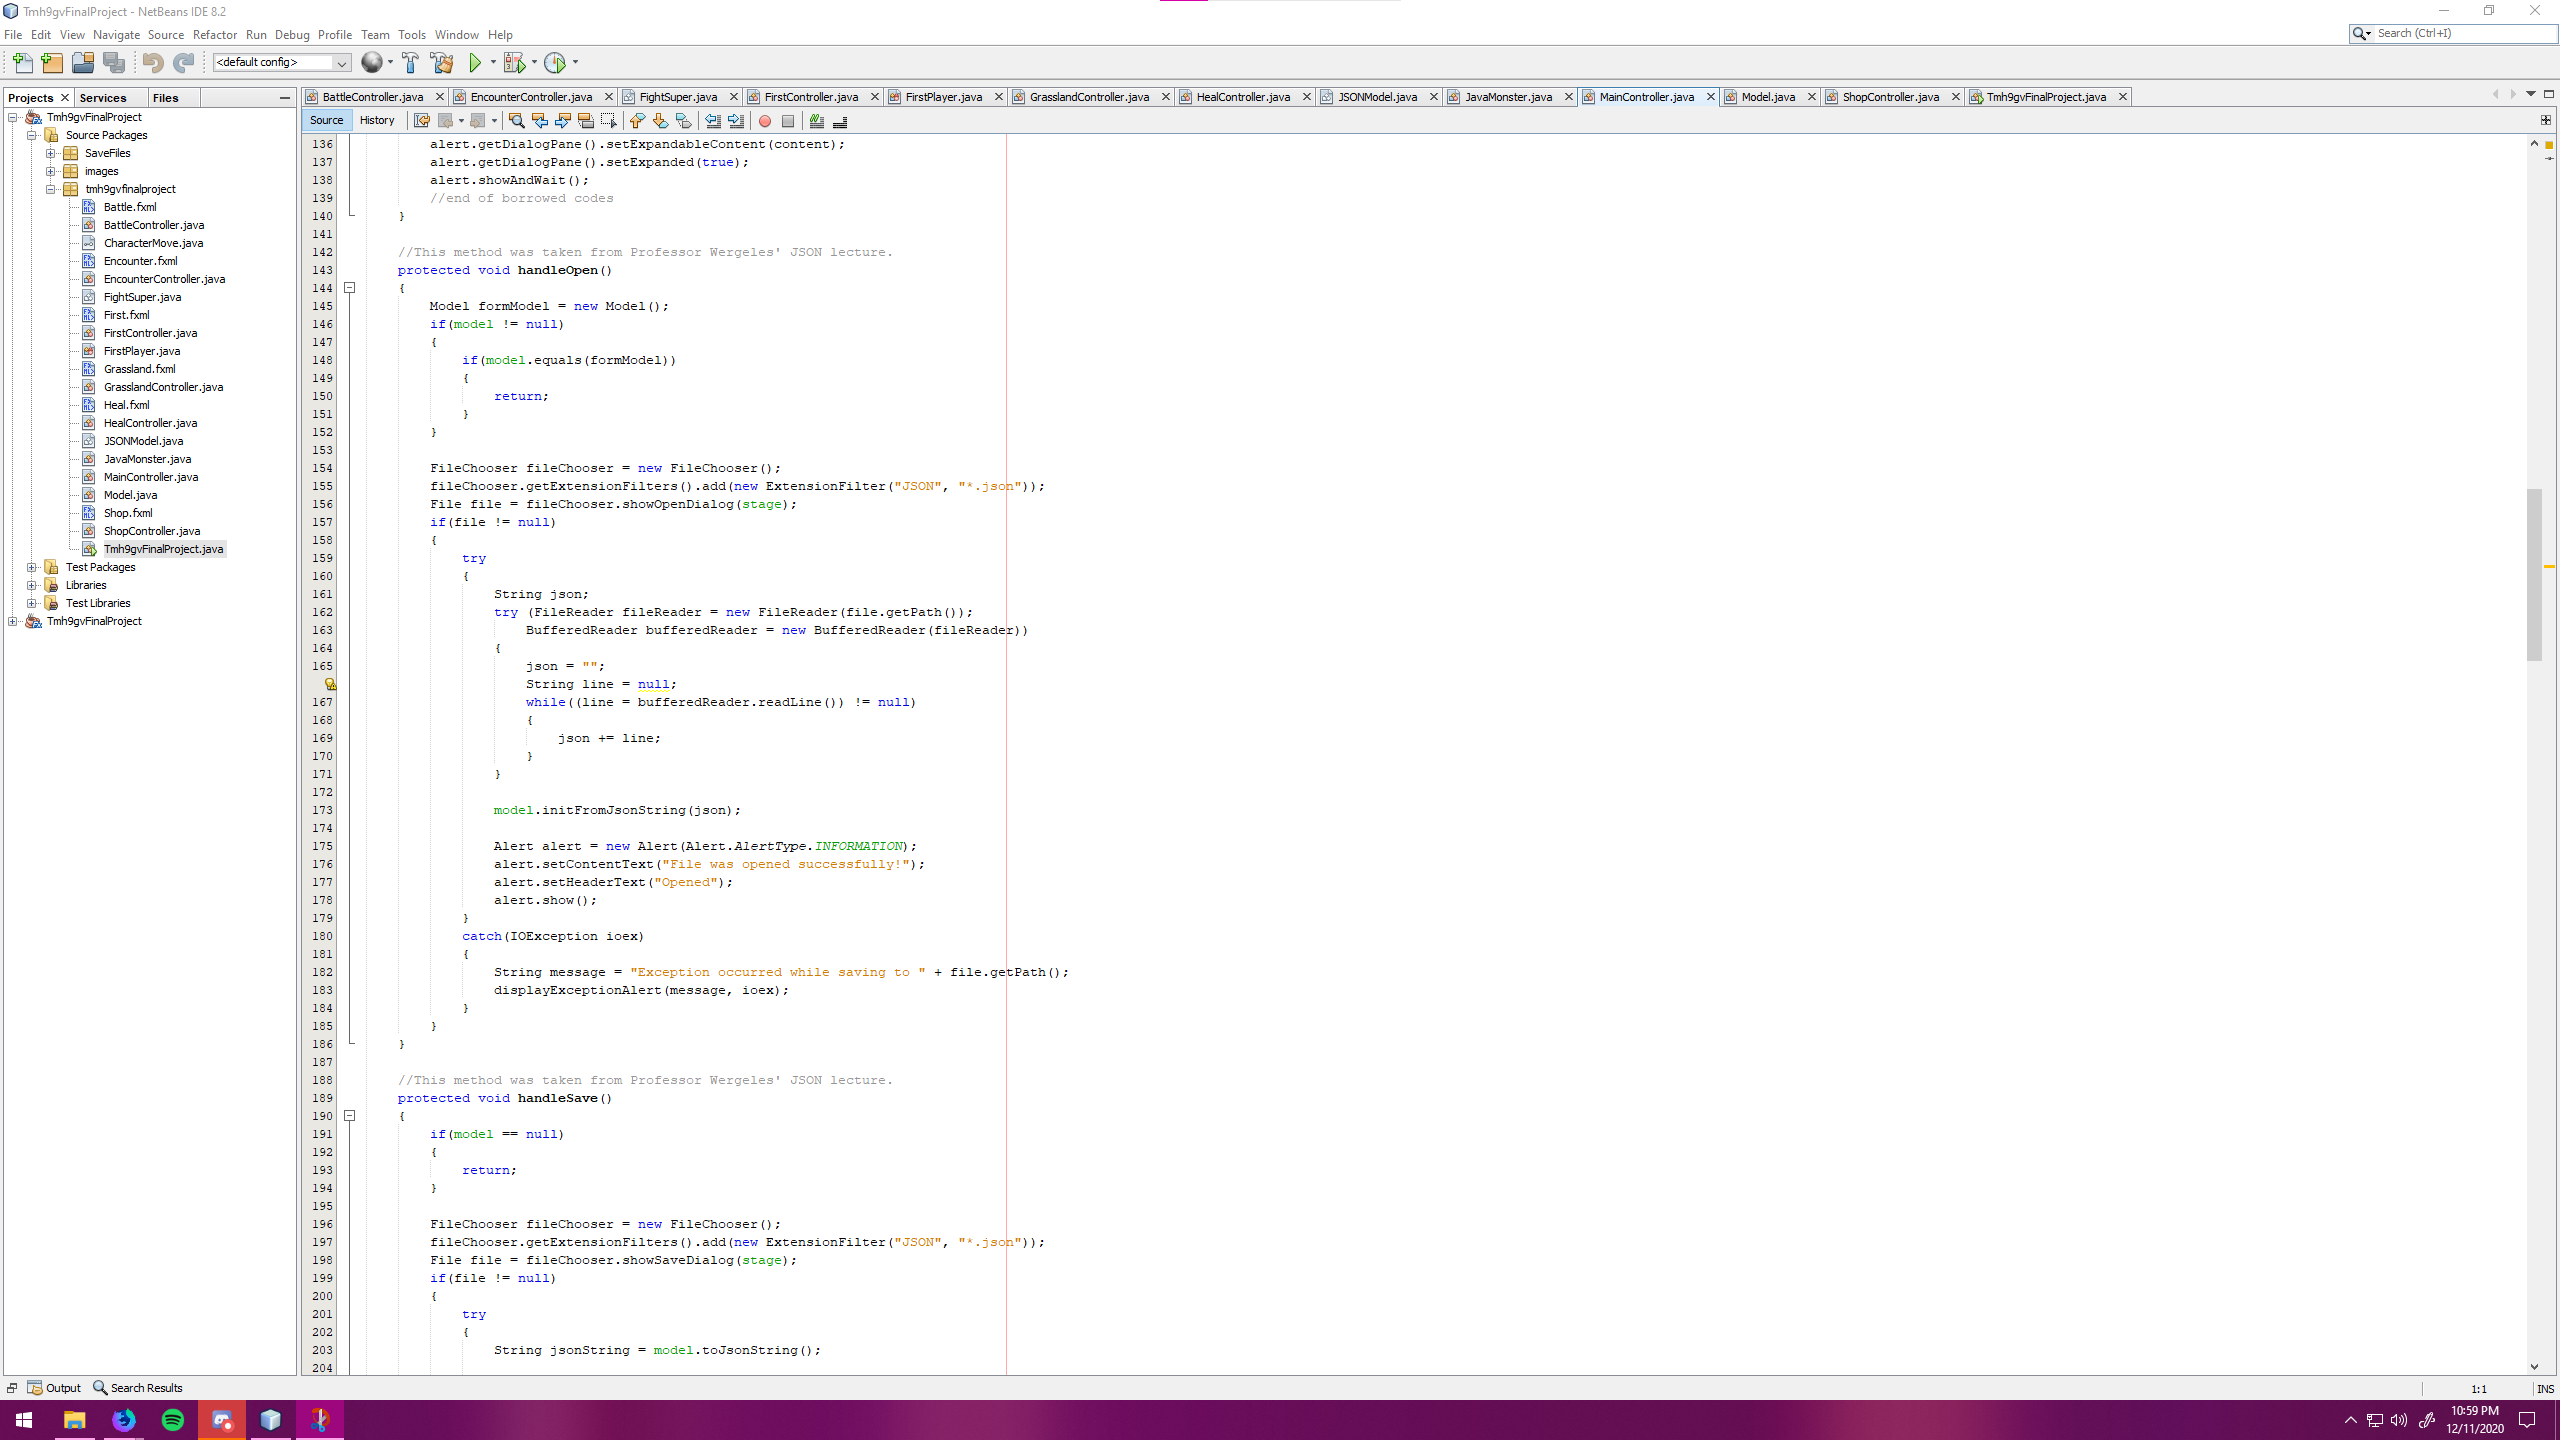 Tmh9gvFinalProject - NetBeans IDE 8.2
File Edit View Navigate Source Refactor Run Debug Profile Team Tools Window Help
Search (Ctrl+I)
<default config>
Projects Services Files
BattleController.java EncounterController.java FightSuper.java FirstController.java FirstPlayer.java GrasslandController.java HealController.java JSONModel.java JavaMonster.java MainController.java Model.java ShopController.java Tmh9gvFinalProject.java
Source History
Tmh9gvFinalProject
Source Packages
SaveFiles
images
tmh9gvfinalproject
Battle.fxml
BattleController.java
CharacterMove.java
Encounter.fxml
EncounterController.java
FightSuper.java
First.fxml
FirstController.java
FirstPlayer.java
Grassland.fxml
GrasslandController.java
Heal.fxml
HealController.java
JSONModel.java
JavaMonster.java
MainController.java
Model.java
Shop.fxml
ShopController.java
Tmh9gvFinalProject.java
Test Packages
Libraries
Test Libraries
Tmh9gvFinalProject
136 alert.getDialogPane().setExpandableContent(content);
137 alert.getDialogPane().setExpanded(true);
138 alert.showAndWait();
139 //end of borrowed codes
140 }
141
142 //This method was taken from Professor Wergeles' JSON lecture.
143 protected void handleOpen()
144 {
145 Model formModel = new Model();
146 if(model != null)
147 {
148 if(model.equals(formModel))
149 {
150 return;
151 }
152 }
153
154 FileChooser fileChooser = new FileChooser();
155 fileChooser.getExtensionFilters().add(new ExtensionFilter("JSON", "*.json"));
156 File file = fileChooser.showOpenDialog(stage);
157 if(file != null)
158 {
159 try
160 {
161 String json;
162 try (FileReader fileReader = new FileReader(file.getPath());
163 BufferedReader bufferedReader = new BufferedReader(fileReader))
164 {
165 json = "";
String line = null;
167 while((line = bufferedReader.readLine()) != null)
168 {
169 json += line;
170 }
171 }
172
173 model.initFromJsonString(json);
174
175 Alert alert = new Alert(Alert.AlertType.INFORMATION);
176 alert.setContentText("File was opened successfully!");
177 alert.setHeaderText("Opened");
178 alert.show();
179 }
180 catch(IOException ioex)
181 {
182 String message = "Exception occurred while saving to " + file.getPath();
183 displayExceptionAlert(message, ioex);
184 }
185 }
186 }
187
188 //This method was taken from Professor Wergeles' JSON lecture.
189 protected void handleSave()
190 {
191 if(model == null)
192 {
193 return;
194 }
195
196 FileChooser fileChooser = new FileChooser();
197 fileChooser.getExtensionFilters().add(new ExtensionFilter("JSON", "*.json"));
198 File file = fileChooser.showSaveDialog(stage);
199 if(file != null)
200 {
201 try
202 {
203 String jsonString = model.toJsonString();
204
Output Search Results
1:1 INS
10:59 PM
12/11/2020